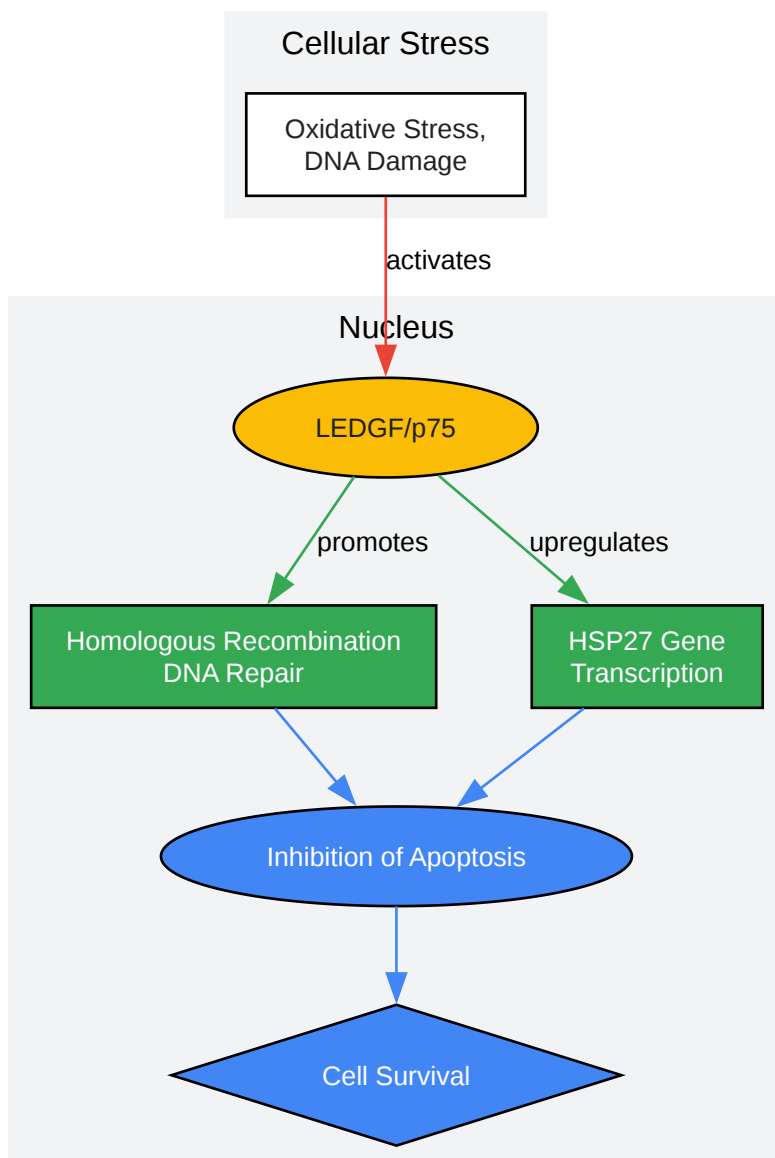 Cellular Stress
Oxidative Stress,
DNA Damage
activates
Nucleus
LEDGF/p75
promotes
upregulates
Homologous Recombination
DNA Repair
HSP27 Gene
Transcription
Inhibition of Apoptosis
Cell Survival